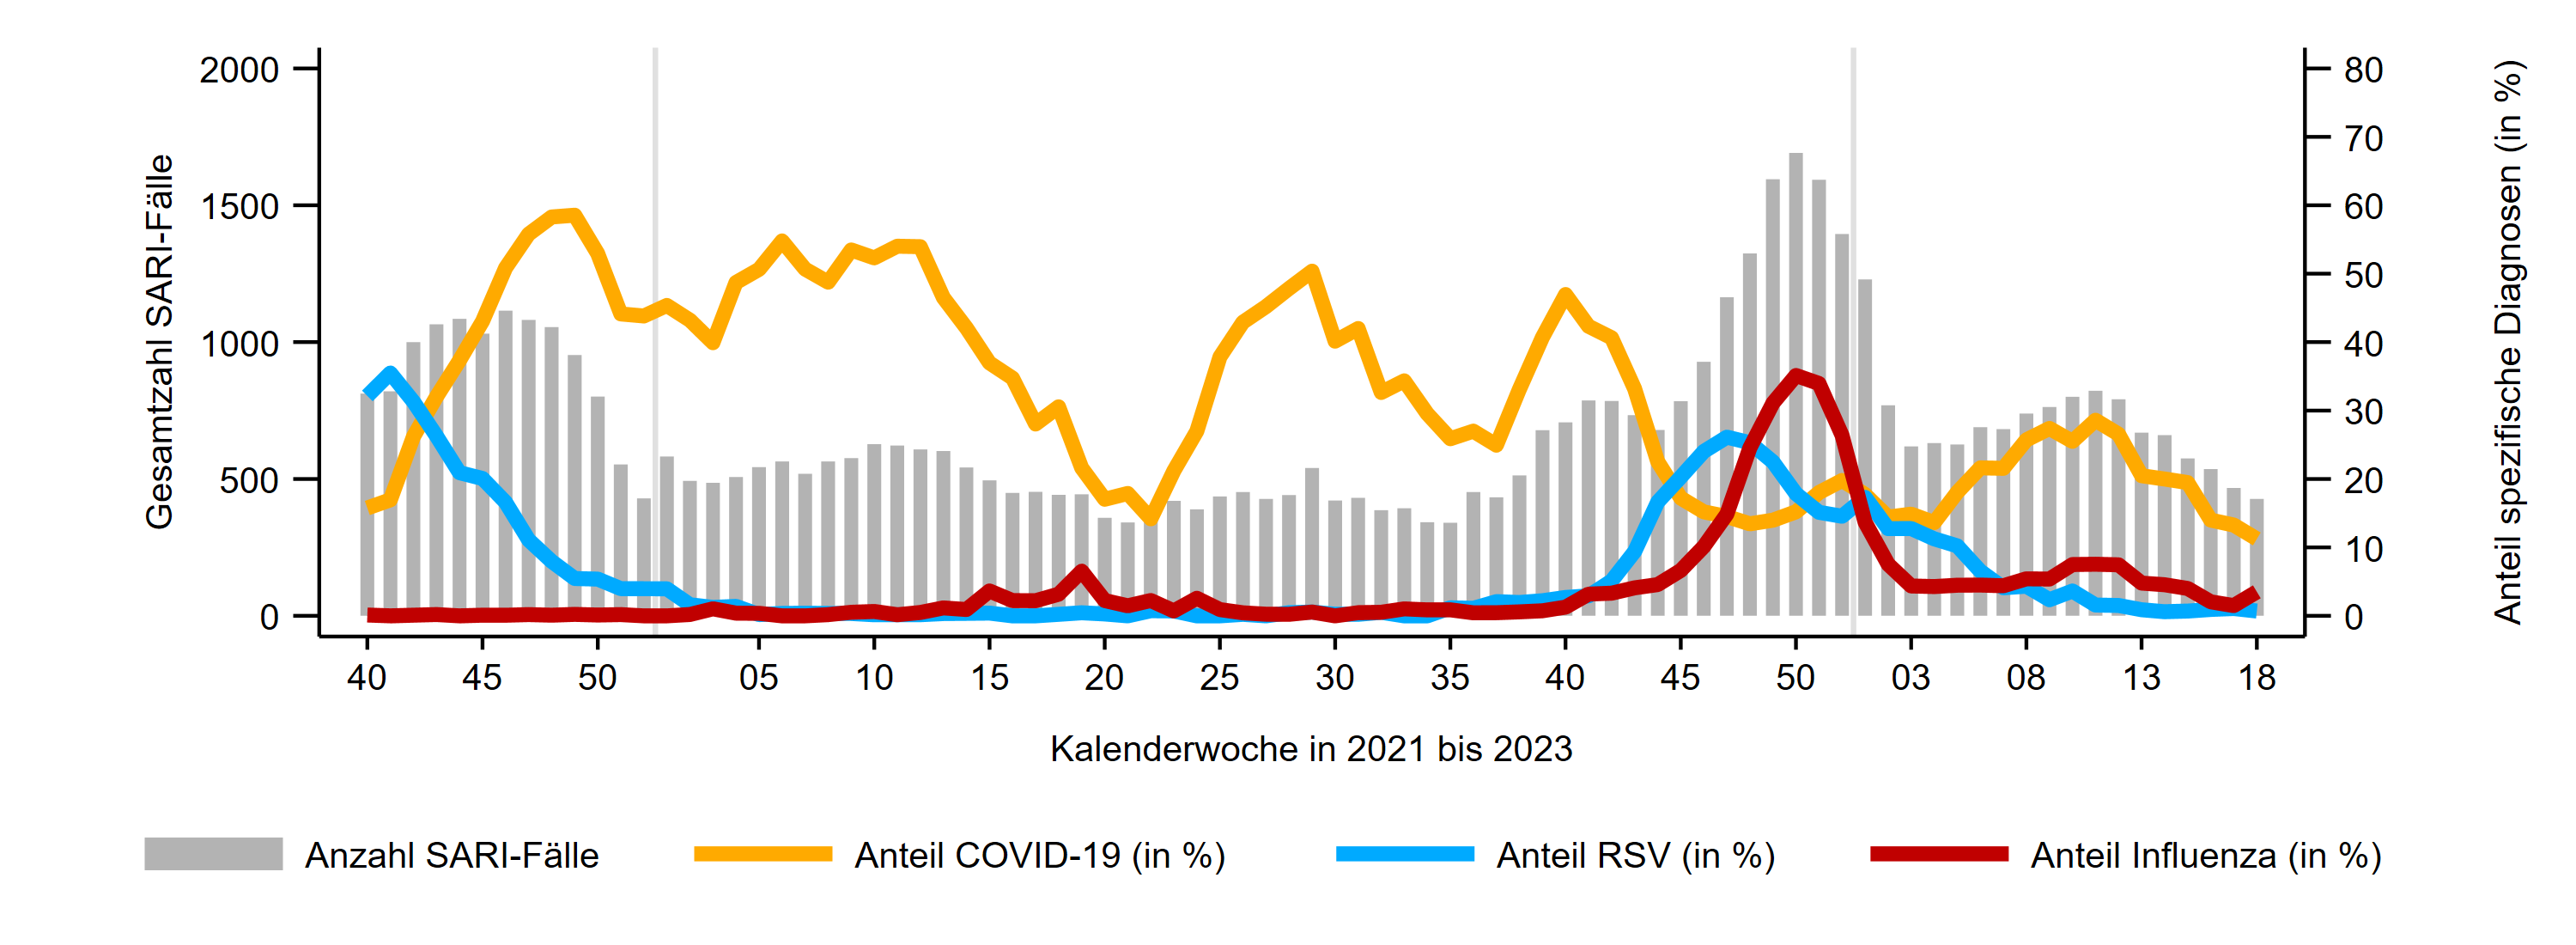 Gesamtzahl SARI-Fälle
2000
1500
1000
500
0
80
70
60
50
40
30
20
10
0
Anteil spezifische Diagnosen (in %)
40 45 50 05 10 15 20 25 30 35 40 45 50 03 08 13 18
Kalenderwoche in 2021 bis 2023
Anzahl SARI-Fälle Anteil COVID-19 (in %) Anteil RSV (in %) Anteil Influenza (in %)